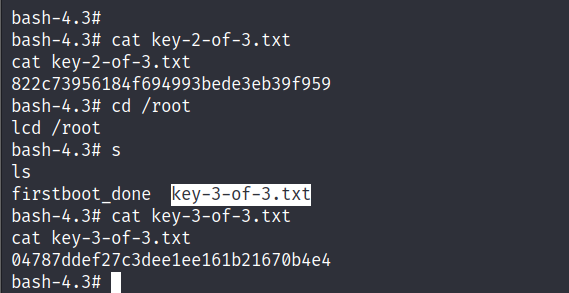 bash-4.3#
bash-4.3# cat key-2-of-3.txt
cat key-2-of-3.txt
822c73956184f694993bede3eb39f959
bash-4.3# cd /root
lcd /root
bash-4.3# s
ls
firstboot_done  key-3-of-3.txt
bash-4.3# cat key-3-of-3.txt
cat key-3-of-3.txt
04787ddef27c3dee1ee161b21670b4e4
bash-4.3#